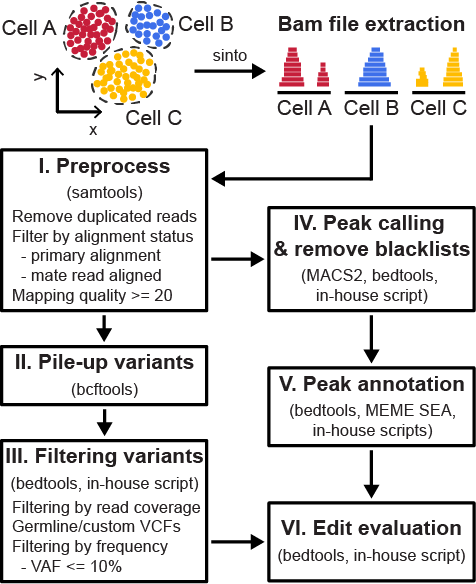 Cell A
Cell B
Cell C
y
x
sinto
Bam file extraction
Cell A
Cell B
Cell C
I. Preprocess
(samtools)
Remove duplicated reads
Filter by alignment status
- primary alignment
- mate read aligned
Mapping quality >= 20
II. Pile-up variants
(bcftools)
III. Filtering variants
(bedtools, in-house script)
Filtering by read coverage
Germline/custom VCFs
Filtering by frequency
- VAF <= 10%
IV. Peak calling
& remove blacklists
(MACS2, bedtools,
in-house script)
V. Peak annotation
(bedtools, MEME SEA,
in-house scripts)
VI. Edit evaluation
(bedtools, in-house script)